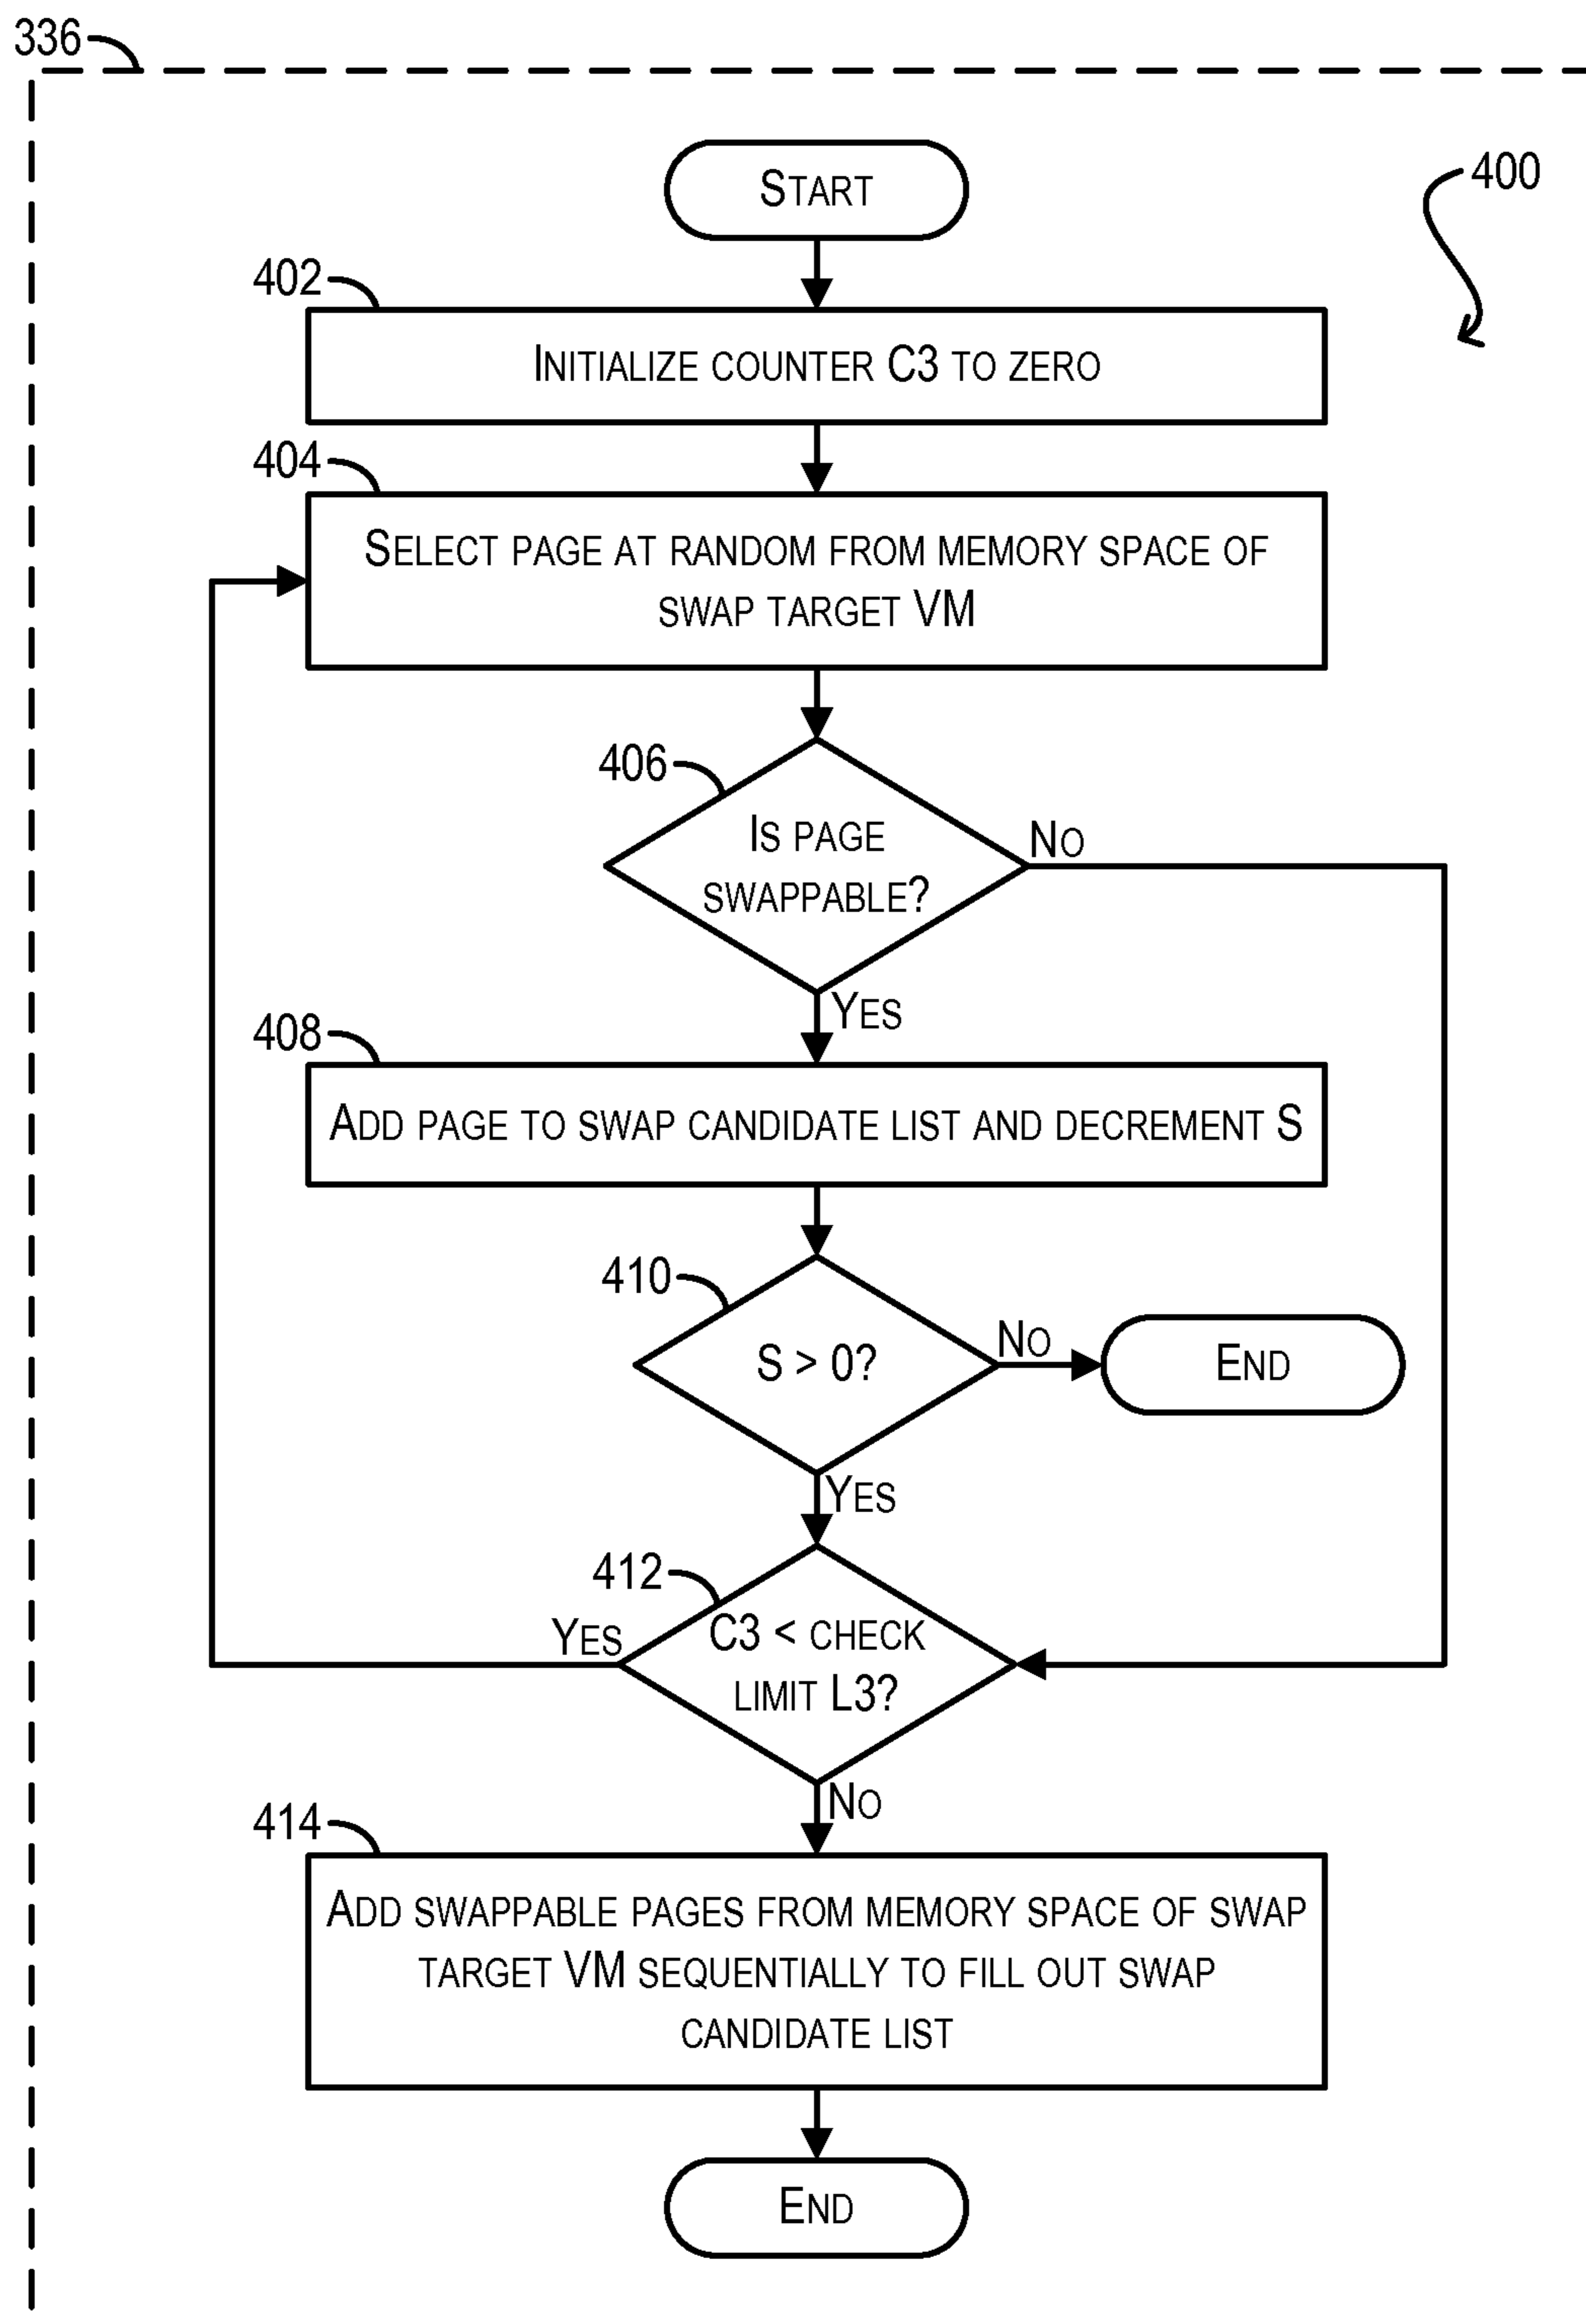 336
400
START
402
INITIALIZE COUNTER C3 TO ZERO
404
SELECT PAGE AT RANDOM FROM MEMORY SPACE OF
SWAP TARGET VM
406
IS PAGE
SWAPPABLE?
NO
YES
408
ADD PAGE TO SWAP CANDIDATE LIST AND DECREMENT S
410
S > 0?
NO
END
YES
412
C3 < CHECK
LIMIT L3?
YES
NO
414
ADD SWAPPABLE PAGES FROM MEMORY SPACE OF SWAP
TARGET VM SEQUENTIALLY TO FILL OUT SWAP
CANDIDATE LIST
END